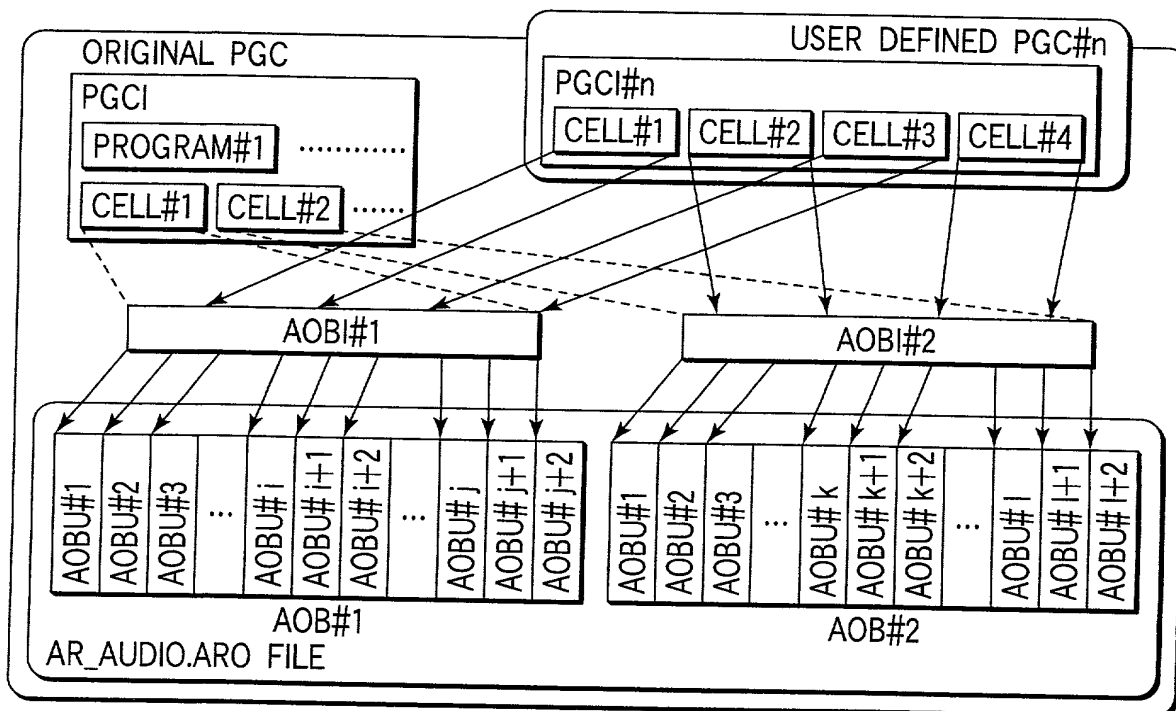 ORIGINAL PGC
PGCI
PROGRAM#1 ............
CELL#1 CELL#2 ......
USER DEFINED PGC#n
PGCI#n
CELL#1 CELL#2 CELL#3 CELL#4
AOBI#1
AOBI#2
AOBU#1
AOBU#2
AOBU#3
...
AOBU#i
AOBU#i+1
AOBU#i+2
...
AOBU#j
AOBU#j+1
AOBU#j+2
AOB#1
AOBU#1
AOBU#2
AOBU#3
...
AOBU#k
AOBU#k+1
AOBU#k+2
...
AOBU#l
AOBU#l+1
AOBU#l+2
AOB#2
AR_AUDIO.ARO FILE